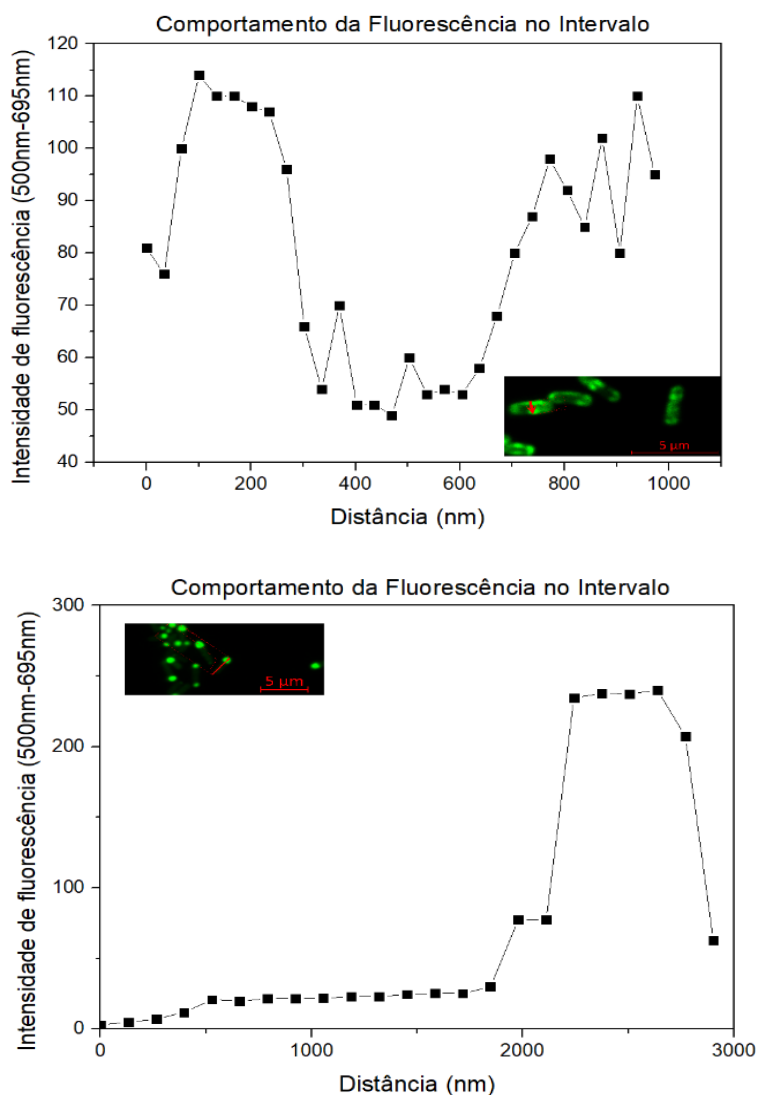 Comportamento da Fluorescência no Intervalo
Intensidade de fluorescência (500nm-695nm)
120
110
100
90
80
70
60
50
40
5 µm
0 200 400 600 800 1000
Distância (nm)
Comportamento da Fluorescência no Intervalo
Intensidade de fluorescência (500nm-695nm)
300
200
100
0
5 µm
0 1000 2000 3000
Distância (nm)